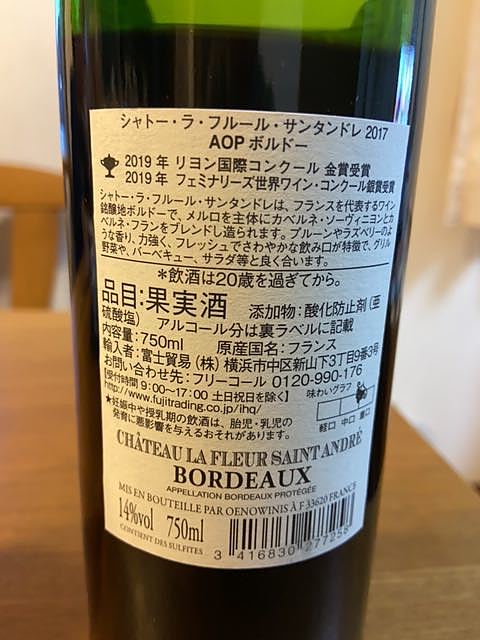 シャトー・ラ・フルール・サンタンドレ 2017
AOP ボルドー
2019年 リヨン国際コンクール 金賞受賞
2019年 フェミナリーズ世界ワイン・コンクール銀賞受賞
シャトー・ラ・フルール・サンタンドレは、フランスを代表するワイン
銘醸地ボルドーで、メルロを主体にカベルネ・ソーヴィニヨンとカ
ベルネ・フランをブレンドし造られます。プルーンやラズベリーのよ
うな香り、力強く、フレッシュでさわやかな飲み口が特徴で、グリル
野菜や、バーベキュー、サラダ等と良く合います。
＊飲酒は20歳を過ぎてから。
品目:果実酒 添加物:酸化防止剤(亜
硫酸塩) アルコール分は裏ラベルに記載
内容量:750ml 原産国名:フランス
輸入者:富士貿易(株) 横浜市中区新山下3丁目9番3号
お問い合わせ先:フリーコール 0120-990-176
【受付時間 9:00～17:00 土日祝日を除く】
http://www.fujitrading.co.jp/ihq/
味わいグラフ
★妊娠中や授乳期の飲酒は、胎児・乳児の
発育に悪影響を与えるおそれがあります。
軽口 中口 重口
CHÂTEAU LA FLEUR SAINT ANDRÉ
BORDEAUX
APPELLATION BORDEAUX PROTÉGÉE
MIS EN BOUTEILLE PAR OENOWINIS À F 33620 FRANCE
14%vol 750ml
CONTIENT DES SULFITES
3 416830 277258